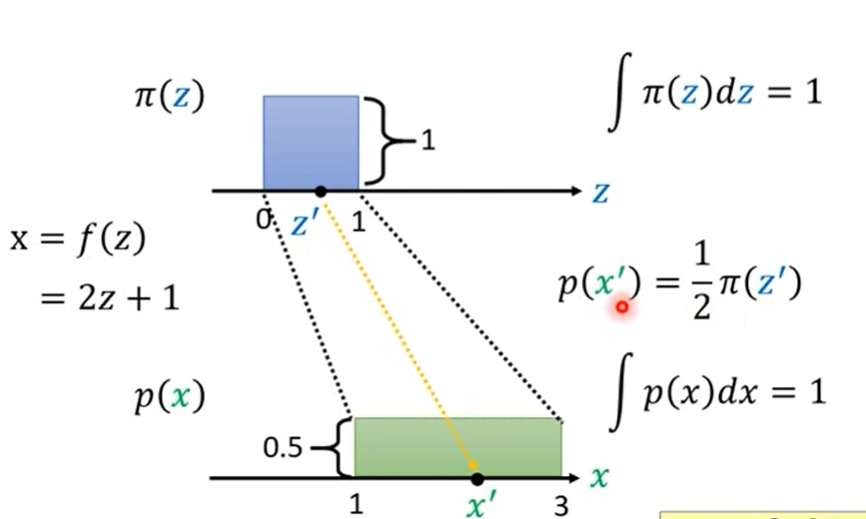 π(z)
∫ π(z)dz = 1
1
z
0 z′ 1
x = f(z)
= 2z + 1
p(x′) = 1/2 π(z′)
p(x)
∫ p(x)dx = 1
0.5
x
1 x′ 3